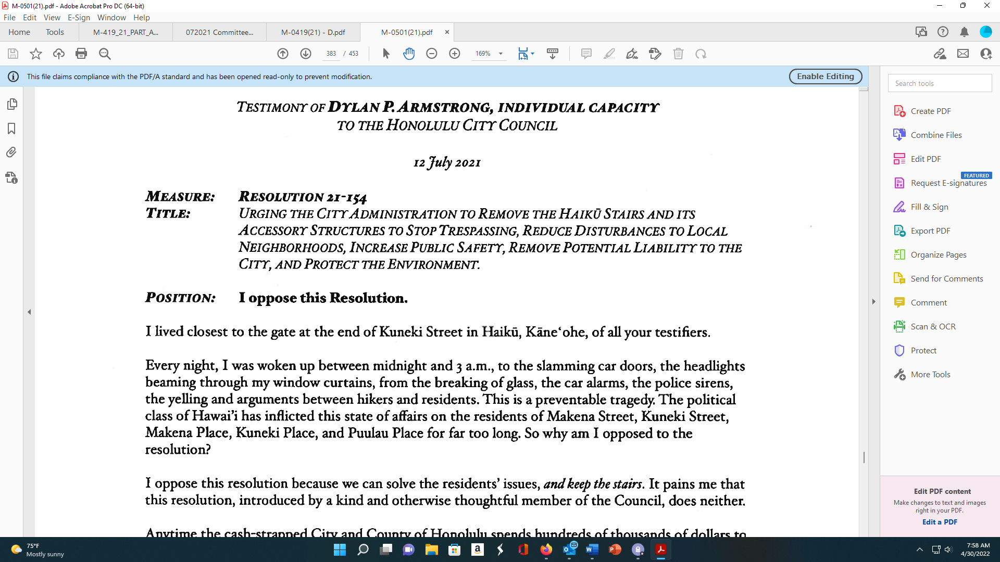 M-0501(21).pdf - Adobe Acrobat Pro DC (64-bit)
File Edit View E-Sign Window Help
Home Tools M-419_21_PART_A... 072021 Committee... M-0419(21) - D.pdf M-0501(21).pdf
383 / 453 169%
This file claims compliance with the PDF/A standard and has been opened read-only to prevent modification. Enable Editing
TESTIMONY OF DYLAN P. ARMSTRONG, INDIVIDUAL CAPACITY
TO THE HONOLULU CITY COUNCIL
12 July 2021
MEASURE: RESOLUTION 21-154
TITLE: URGING THE CITY ADMINISTRATION TO REMOVE THE HAIKŪ STAIRS AND ITS
ACCESSORY STRUCTURES TO STOP TRESPASSING, REDUCE DISTURBANCES TO LOCAL
NEIGHBORHOODS, INCREASE PUBLIC SAFETY, REMOVE POTENTIAL LIABILITY TO THE
CITY, AND PROTECT THE ENVIRONMENT.
POSITION: I oppose this Resolution.
I lived closest to the gate at the end of Kuneki Street in Haikū, Kāneʻohe, of all your testifiers.
Every night, I was woken up between midnight and 3 a.m., to the slamming car doors, the headlights
beaming through my window curtains, from the breaking of glass, the car alarms, the police sirens,
the yelling and arguments between hikers and residents. This is a preventable tragedy. The political
class of Hawai'i has inflicted this state of affairs on the residents of Makena Street, Kuneki Street,
Makena Place, Kuneki Place, and Puulau Place for far too long. So why am I opposed to the
resolution?
I oppose this resolution because we can solve the residents' issues, and keep the stairs. It pains me that
this resolution, introduced by a kind and otherwise thoughtful member of the Council, does neither.
Anytime the cash-strapped City and County of Honolulu spends hundreds of thousands of dollars to
Search tools
Create PDF
Combine Files
Edit PDF
FEATURED
Request E-signatures
Fill & Sign
Export PDF
Organize Pages
Send for Comments
Comment
Scan & OCR
Protect
More Tools
Edit PDF content
Make changes to text and images
right in your PDF.
Edit a PDF
75°F
Mostly sunny
7:58 AM
4/30/2022